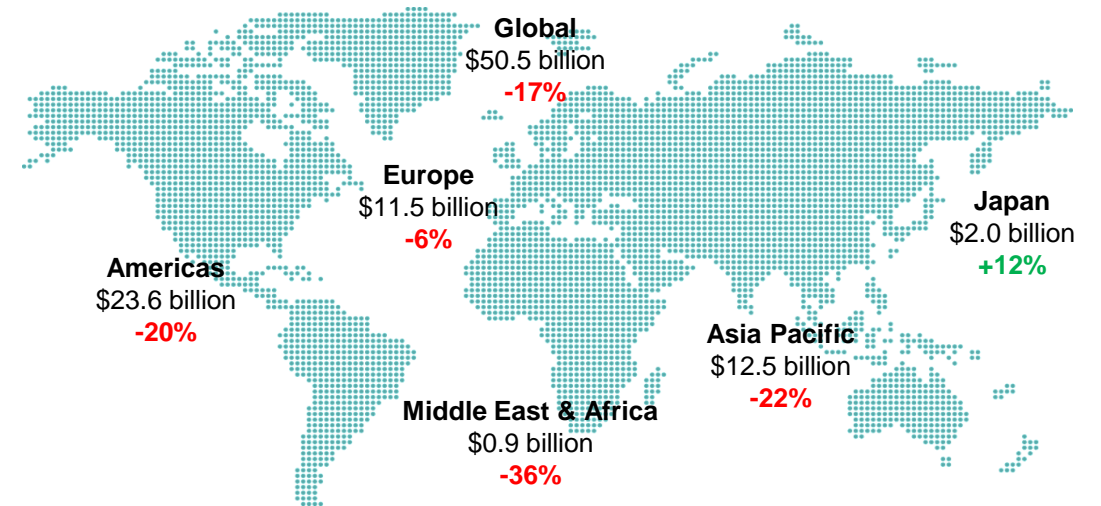 Global
$50.5 billion
-17%
Europe
$11.5 billion
-6%
Japan
$2.0 billion
+12%
Americas
$23.6 billion
-20%
Asia Pacific
$12.5 billion
-22%
Middle East & Africa
$0.9 billion
-36%